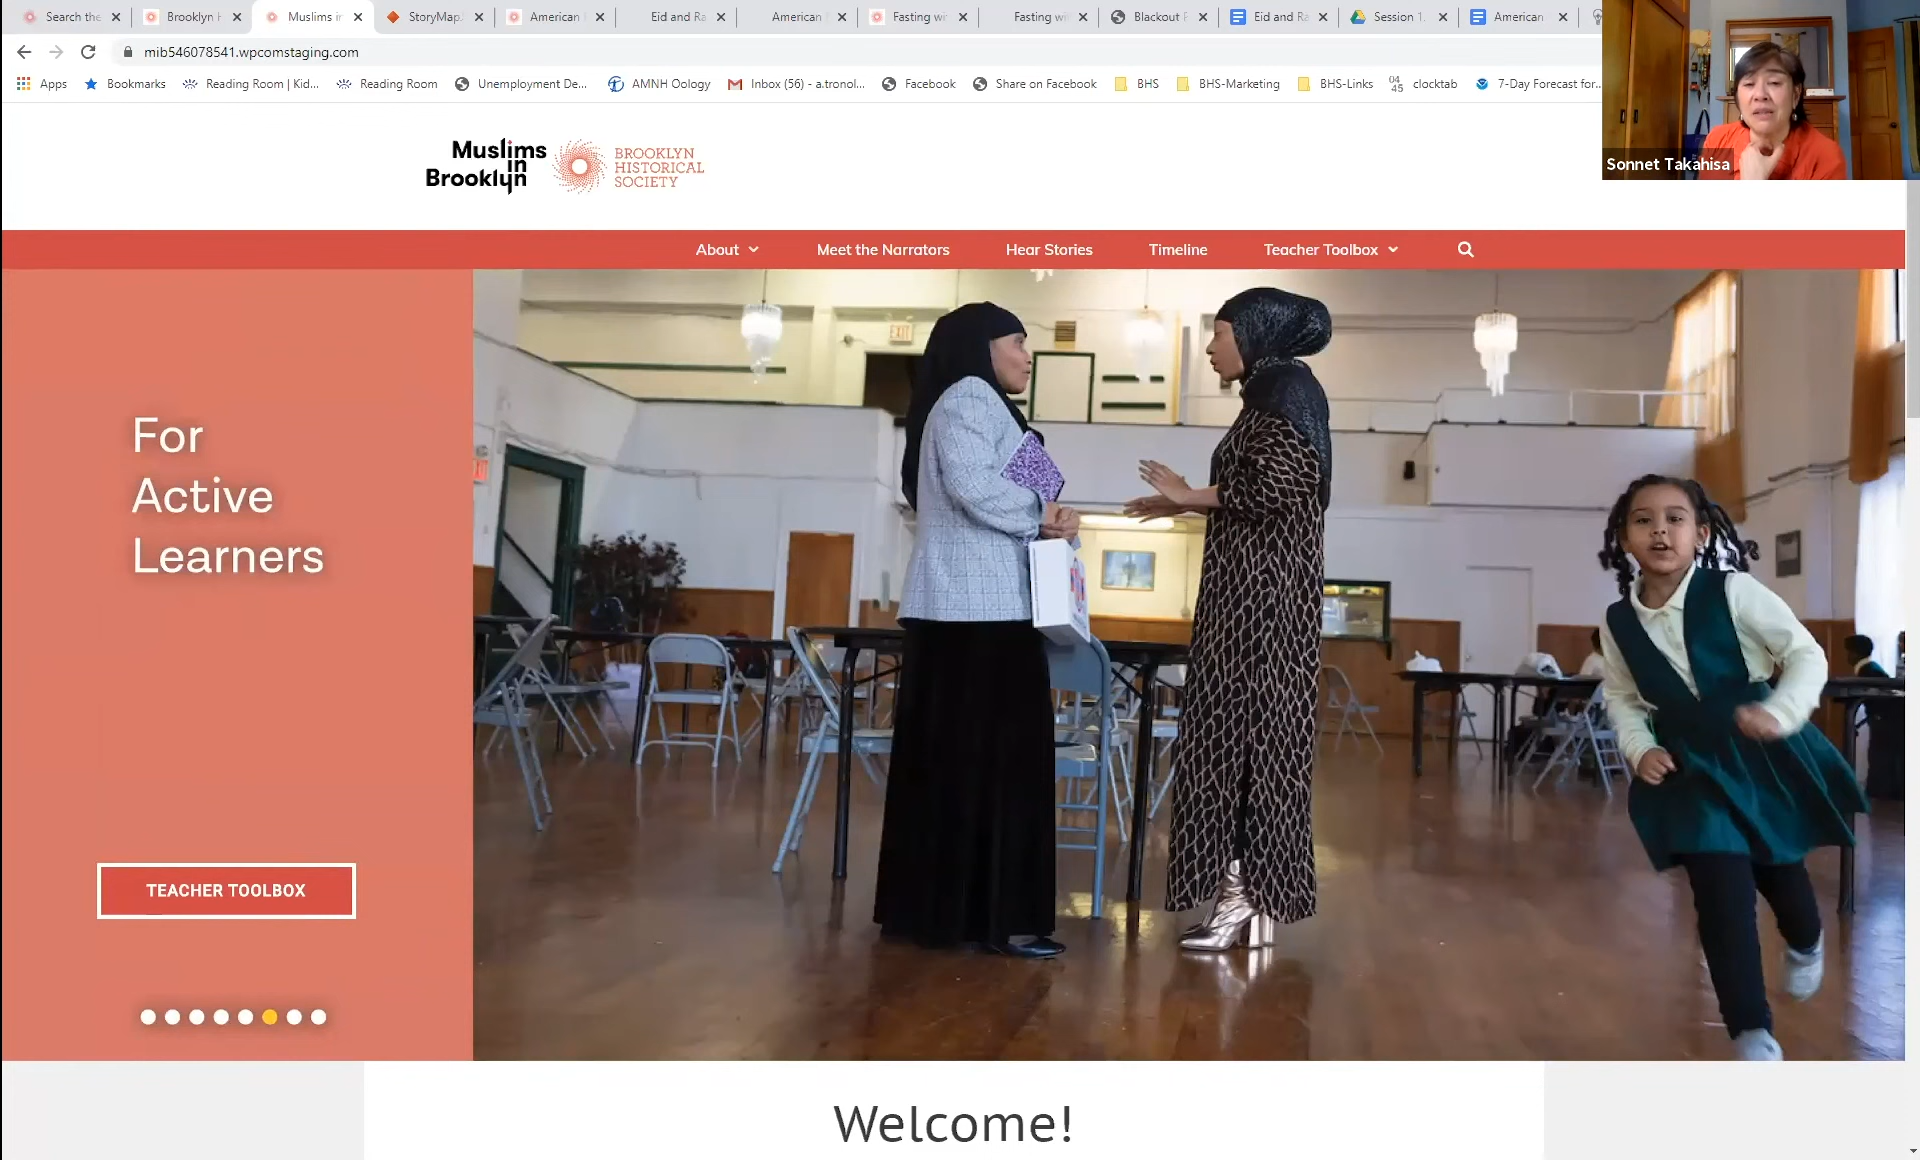 Search the
Brooklyn H
Muslims in
StoryMap
American
Eid and Ra
American
Fasting wi
Fasting wi
Blackout P
Eid and Ra
Session 1.
American
mib546078541.wpcomstaging.com
Apps
Bookmarks
Reading Room | Kid...
Reading Room
Unemployment De...
AMNH Oology
Inbox (56) - a.tronol...
Facebook
Share on Facebook
BHS
BHS-Marketing
BHS-Links
04
45
clocktab
7-Day Forecast for...
Sonnet Takahisa
Muslims
in
Brooklyn
BROOKLYN
HISTORICAL
SOCIETY
About
Meet the Narrators
Hear Stories
Timeline
Teacher Toolbox
EXIT
For
Active
Learners
TEACHER TOOLBOX
Welcome!